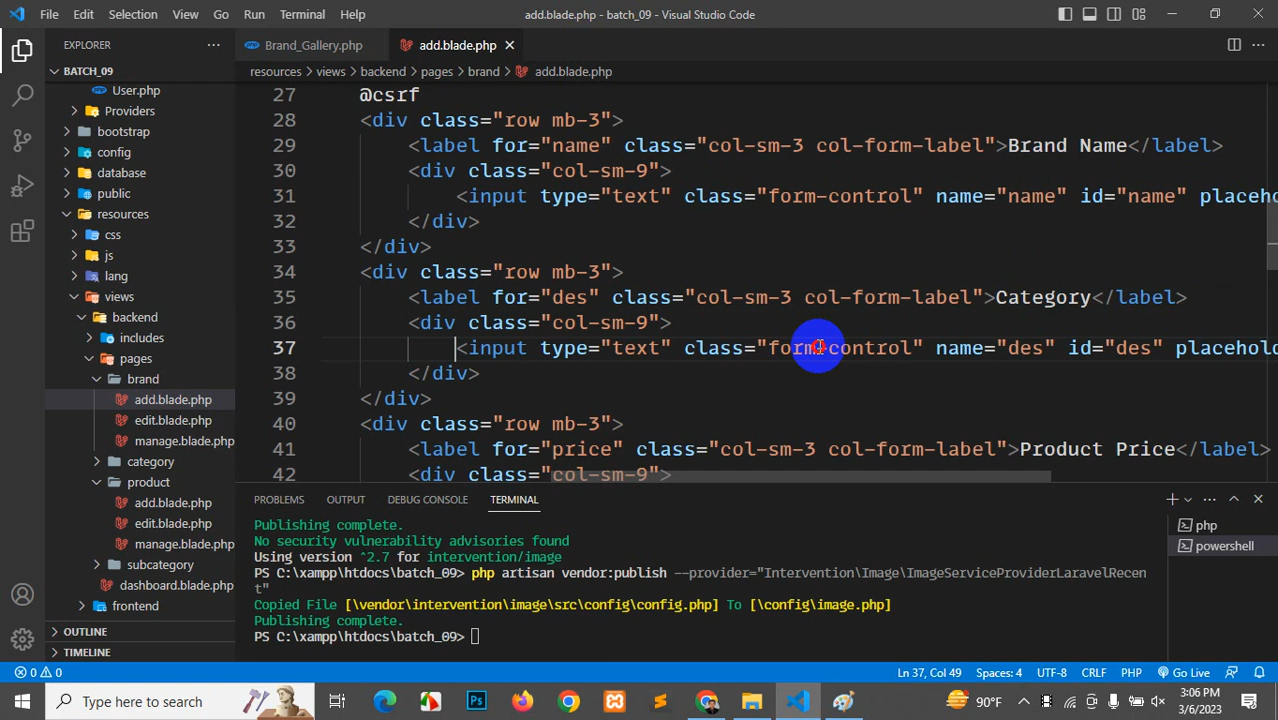 File Edit Selection View Go Run Terminal Help
add.blade.php - batch_09 - Visual Studio Code
EXPLORER
Brand_Gallery.php
add.blade.php
BATCH_09
resources > views > backend > pages > brand > add.blade.php
User.php
Providers
bootstrap
config
database
public
resources
css
js
lang
views
backend
includes
pages
brand
add.blade.php
edit.blade.php
manage.blade.php
category
product
add.blade.php
edit.blade.php
manage.blade.php
subcategory
dashboard.blade.php
frontend
OUTLINE
TIMELINE
27 @csrf
28 <div class="row mb-3">
29 <label for="name" class="col-sm-3 col-form-label">Brand Name</label>
30 <div class="col-sm-9">
31 <input type="text" class="form-control" name="name" id="name" placeho
32 </div>
33 </div>
34 <div class="row mb-3">
35 <label for="des" class="col-sm-3 col-form-label">Category</label>
36 <div class="col-sm-9">
37 <input type="text" class="form-control" name="des" id="des" placehold
38 </div>
39 </div>
40 <div class="row mb-3">
41 <label for="price" class="col-sm-3 col-form-label">Product Price</label>
42 <div class="col-sm-9">
PROBLEMS OUTPUT DEBUG CONSOLE TERMINAL
Publishing complete.
No security vulnerability advisories found
Using version ^2.7 for intervention/image
PS C:\xampp\htdocs\batch_09> php artisan vendor:publish --provider="Intervention\Image\ImageServiceProviderLaravelRecen
t"
Copied File [\vendor\intervention\image\src\config\config.php] To [\config\image.php]
Publishing complete.
PS C:\xampp\htdocs\batch_09>
php
powershell
0 0
Ln 37, Col 49 Spaces: 4 UTF-8 CRLF PHP Go Live
Type here to search
Ps
90°F
3:06 PM
3/6/2023